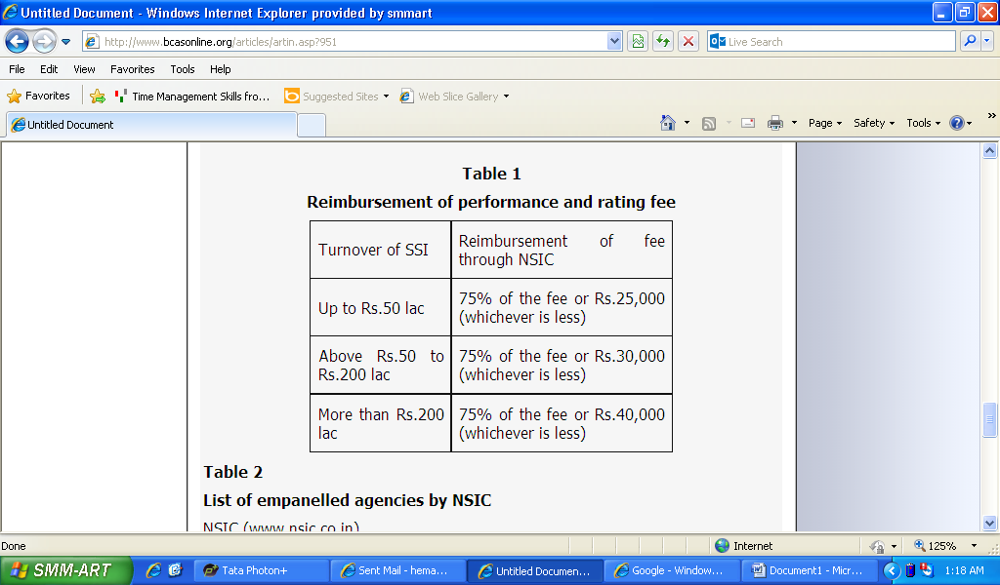 Untitled Document - Windows Internet Explorer provided by smmart
http://www.bcasonline.org/articles/artin.asp?951
Live Search
File Edit View Favorites Tools Help
Favorites Time Management Skills fro... Suggested Sites Web Slice Gallery
Untitled Document Page Safety Tools »
Table 1
Reimbursement of performance and rating fee
Turnover of SSI
Reimbursement of fee
through NSIC
Up to Rs.50 lac
75% of the fee or Rs.25,000
(whichever is less)
Above Rs.50 to
Rs.200 lac
75% of the fee or Rs.30,000
(whichever is less)
More than Rs.200
lac
75% of the fee or Rs.40,000
(whichever is less)
Table 2
List of empanelled agencies by NSIC
NSIC (www.nsic.co.in)
Done Internet 125%
SMM-ART Tata Photon+ Sent Mail - hema... Untitled Documen... Google - Window... Document1 - Micr... 1:18 AM